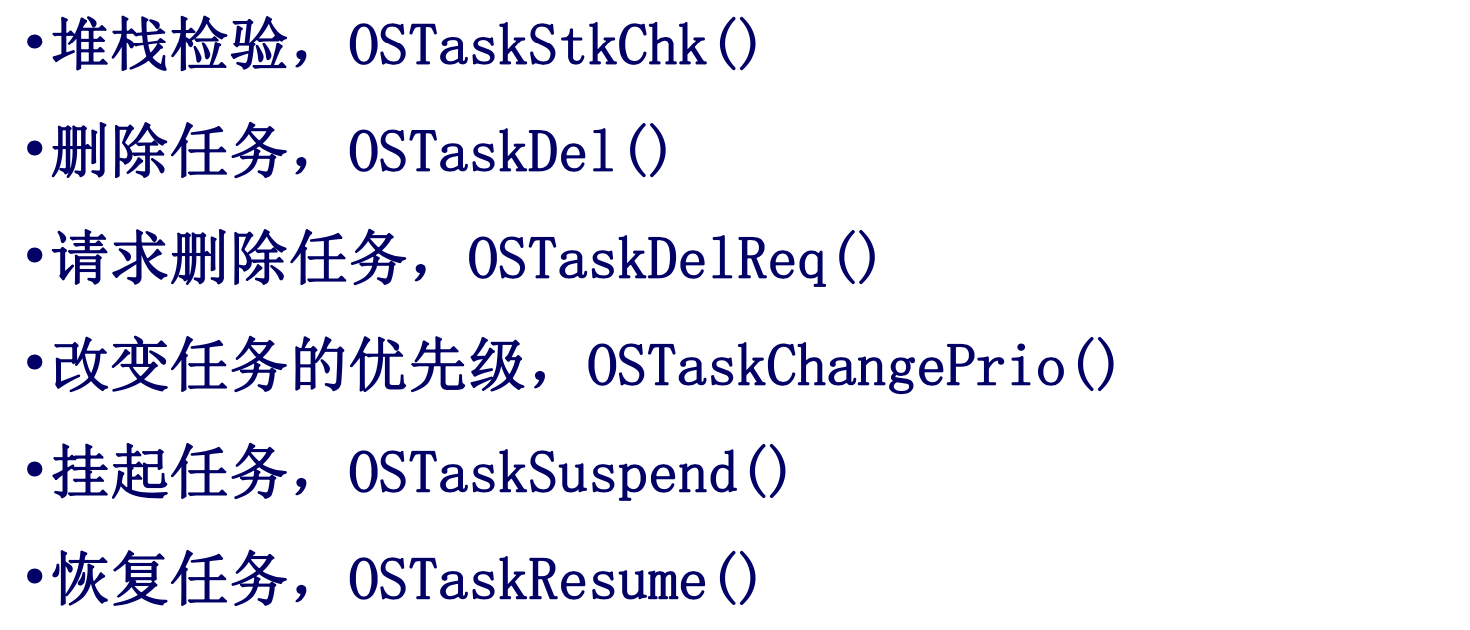 •堆栈检验，OSTaskStkChk()
•删除任务，OSTaskDel()
•请求删除任务，OSTaskDelReq()
•改变任务的优先级，OSTaskChangePrio()
•挂起任务，OSTaskSuspend()
•恢复任务，OSTaskResume()